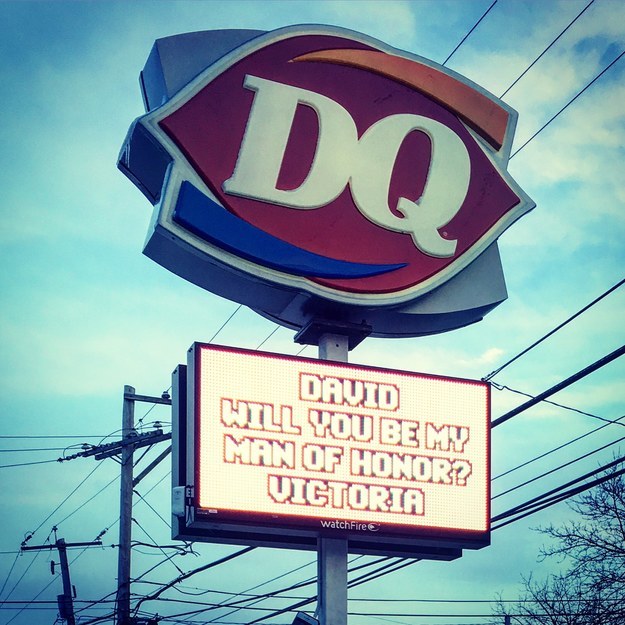 DQ
DAVID
WILL YOU BE MY
MAN OF HONOR?
VICTORIA
watchFire